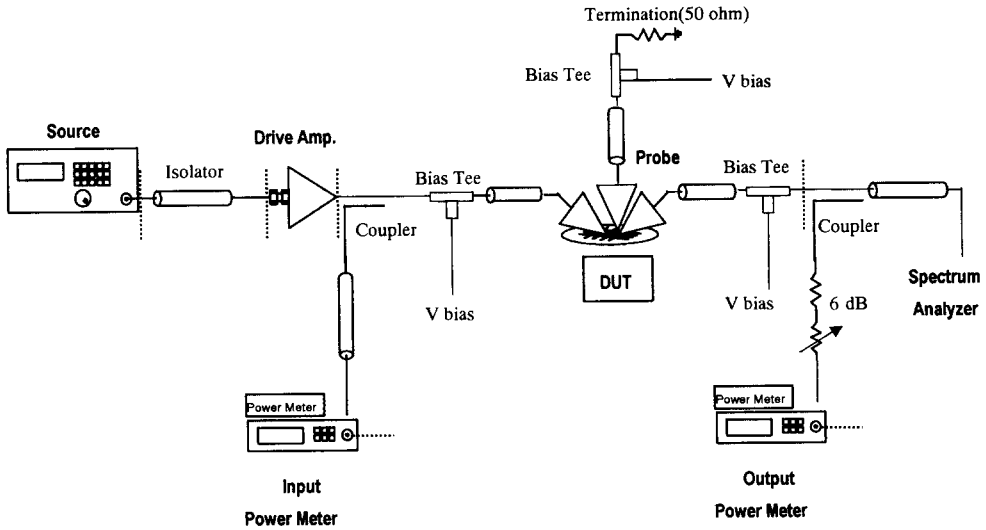 Termination(50 ohm)
Bias Tee
V bias
Source
Drive Amp.
Probe
Isolator
Bias Tee
Bias Tee
Coupler
Coupler
DUT
V bias
V bias
6 dB
Spectrum
Analyzer
Power Meter
Power Meter
Input
Power Meter
Output
Power Meter